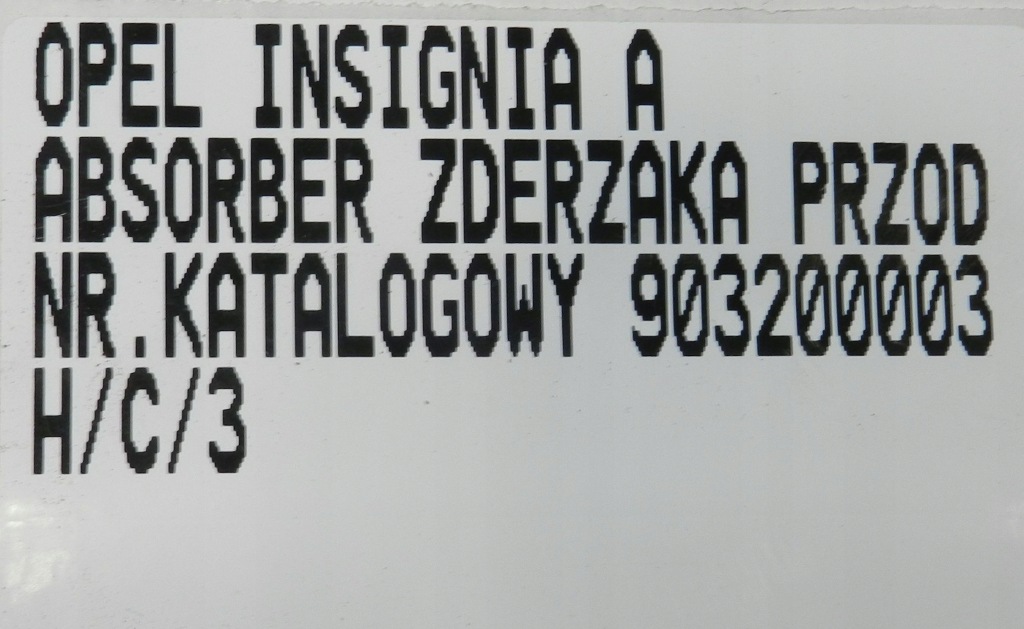 OPEL INSIGNIA A
ABSORBER ZDERZAKA PRZOD
NR.KATALOGOWY 903200003
H/C/3